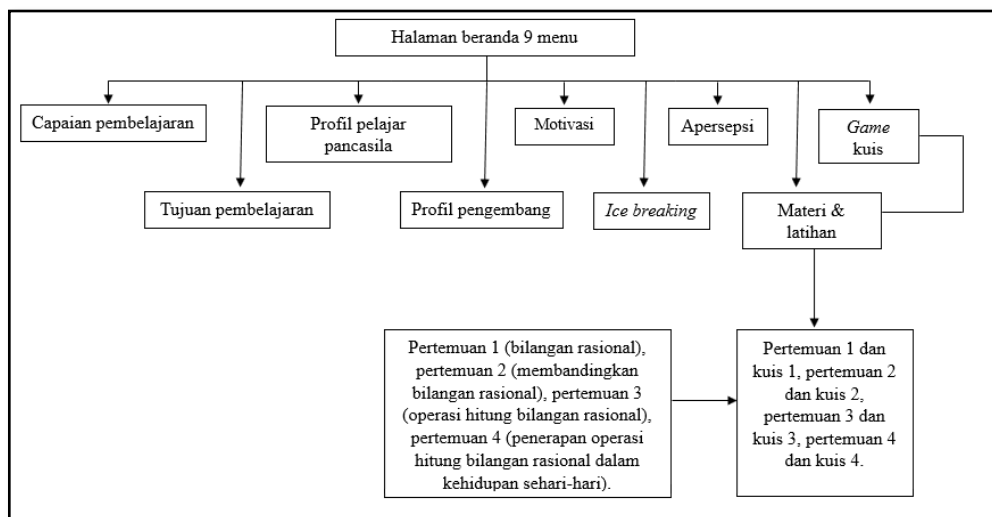 Halaman beranda 9 menu
Capaian pembelajaran
Profil pelajar
pancasila
Motivasi
Apersepsi
Game
kuis
Tujuan pembelajaran
Profil pengembang
Ice breaking
Materi &
latihan
Pertemuan 1 (bilangan rasional),
pertemuan 2 (membandingkan
bilangan rasional), pertemuan 3
(operasi hitung bilangan rasional),
pertemuan 4 (penerapan operasi
hitung bilangan rasional dalam
kehidupan sehari-hari).
Pertemuan 1 dan
kuis 1, pertemuan 2
dan kuis 2,
pertemuan 3 dan
kuis 3, pertemuan 4
dan kuis 4.